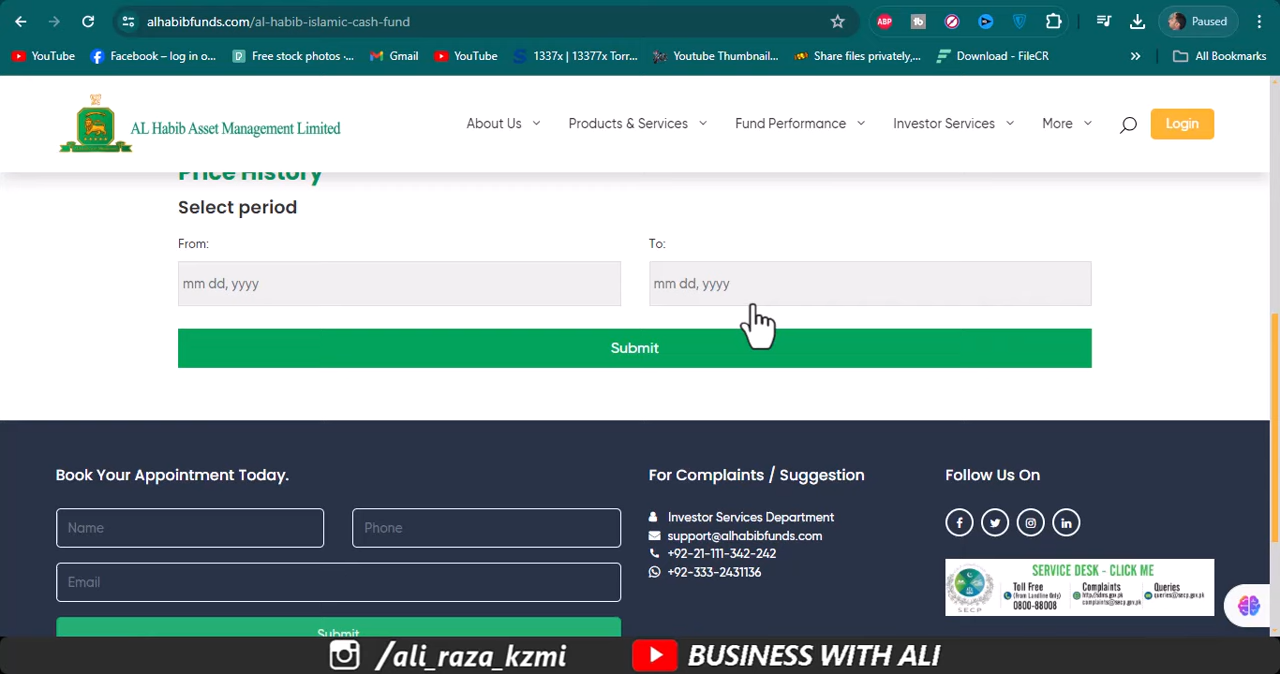 alhabibfunds.com/al-habib-islamic-cash-fund
ABP
Paused
YouTube
Facebook – log in o...
Free stock photos -...
Gmail
YouTube
1337x | 13377x Torr...
Youtube Thumbnail...
Share files privately,...
Download - FileCR
»
All Bookmarks
AL Habib Asset Management Limited
About Us
Products & Services
Fund Performance
Investor Services
More
Login
Price History
Select period
From:
To:
mm dd, yyyy
mm dd, yyyy
Submit
Book Your Appointment Today.
For Complaints / Suggestion
Follow Us On
Name
Phone
Investor Services Department
support@alhabibfunds.com
+92-21-111-342-242
+92-333-2431136
Email
Submit
SERVICE DESK - CLICK ME
Toll Free
(From Landline Only)
0800-88008
Complaints
Queries
SECP
/ali_raza_kzmi
BUSINESS WITH ALI